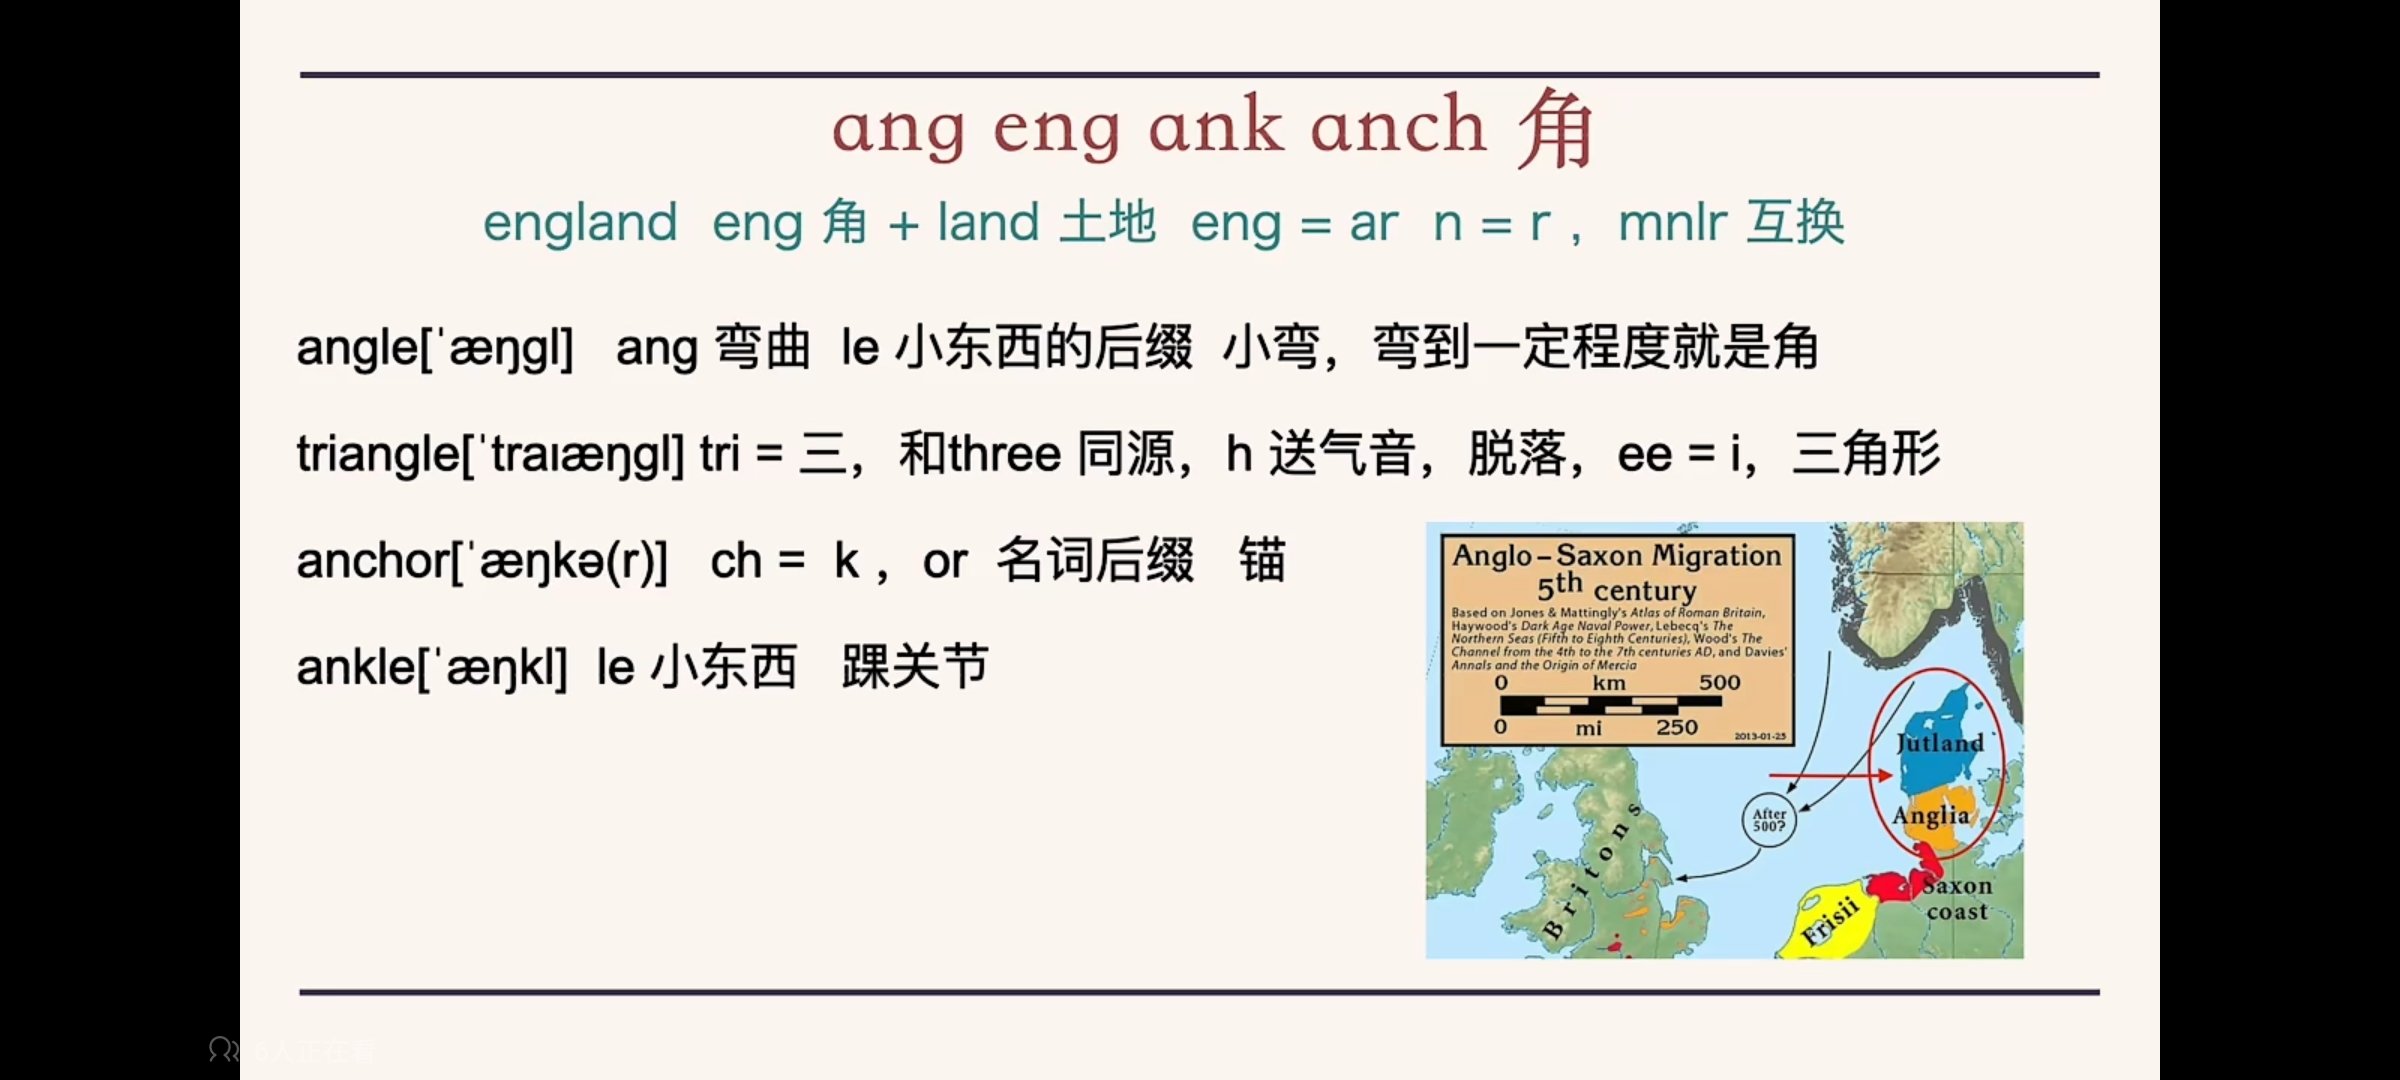 ang eng ank anch 角
england eng 角 + land 土地 eng = ar n = r , mnlr 互换
angle[ˈæŋgl] ang 弯曲 le 小东西的后缀 小弯，弯到一定程度就是角
triangle[ˈtraɪæŋgl] tri = 三，和three 同源，h 送气音，脱落，ee = i，三角形
anchor[ˈæŋkə(r)] ch = k , or 名词后缀 锚
ankle[ˈæŋkl] le 小东西 踝关节
Anglo-Saxon Migration
5th century
Based on Jones & Mattingly's Atlas of Roman Britain,
Haywood's Dark Age Naval Power, Lebecq's The
Northern Seas (Fifth to Eighth Centuries), Wood's The
Channel from the 4th to the 7th centuries AD, and Davies'
Annals and the Origin of Mercia
0 km 500
0 mi 250
2013-01-25
Jutland
Anglia
After
500?
Britons
Saxon
coast
Frisii
6人正在看